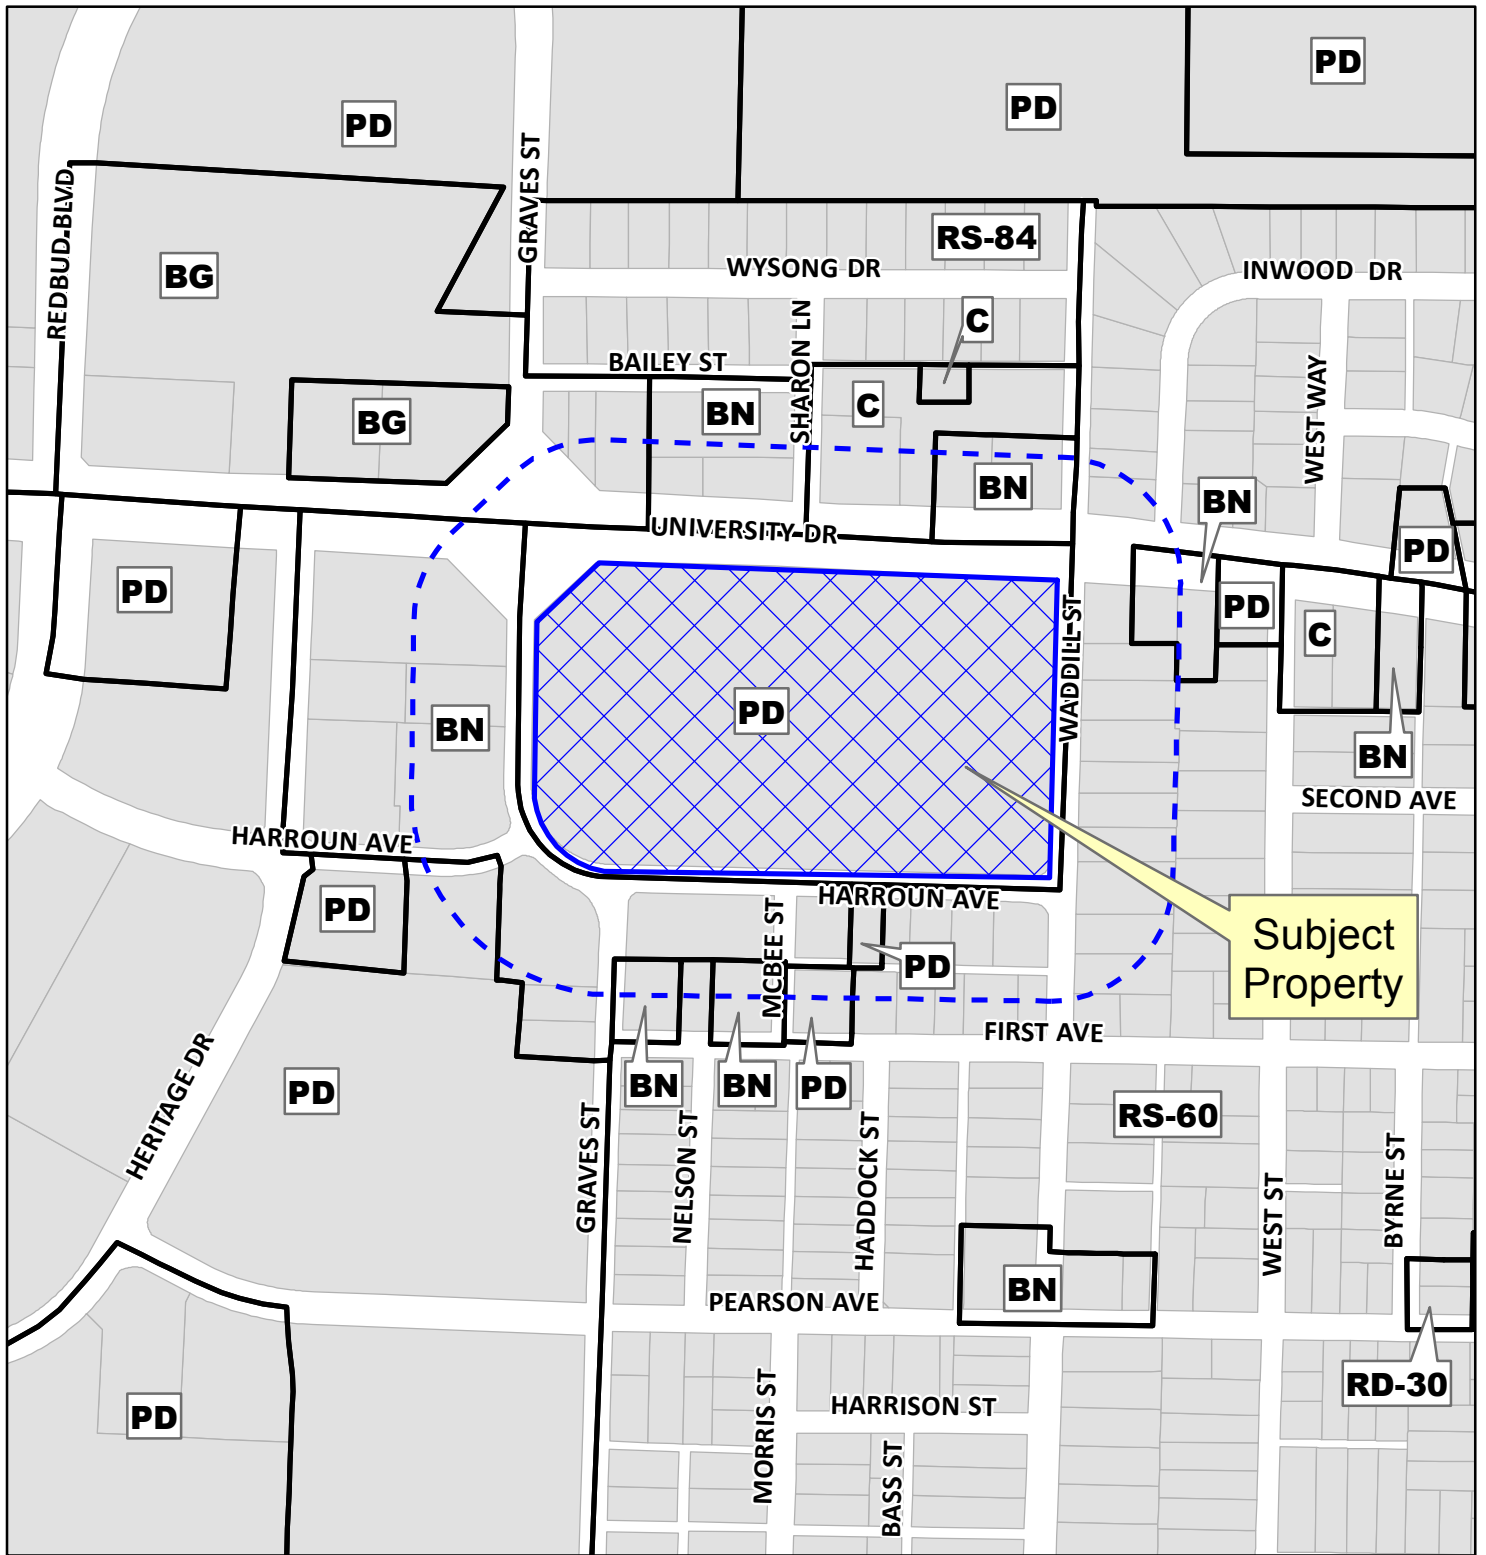 PD
PD
PD
GRAVES ST
REDBUD BLVD
RS-84
WYSONG DR
INWOOD DR
BG
SHARON LN
C
BAILEY ST
WEST WAY
BN
C
BG
BN
BN
UNIVERSITY DR
PD
PD
PD
C
WADDILL ST
PD
BN
BN
SECOND AVE
HARROUN AVE
HARROUN AVE
PD
MCBEE ST
PD
Subject
Property
FIRST AVE
HERITAGE DR
PD
BN
BN
PD
RS-60
GRAVES ST
NELSON ST
HADDOCK ST
WEST ST
BYRNE ST
BN
PEARSON AVE
RD-30
PD
MORRIS ST
HARRISON ST
BASS ST